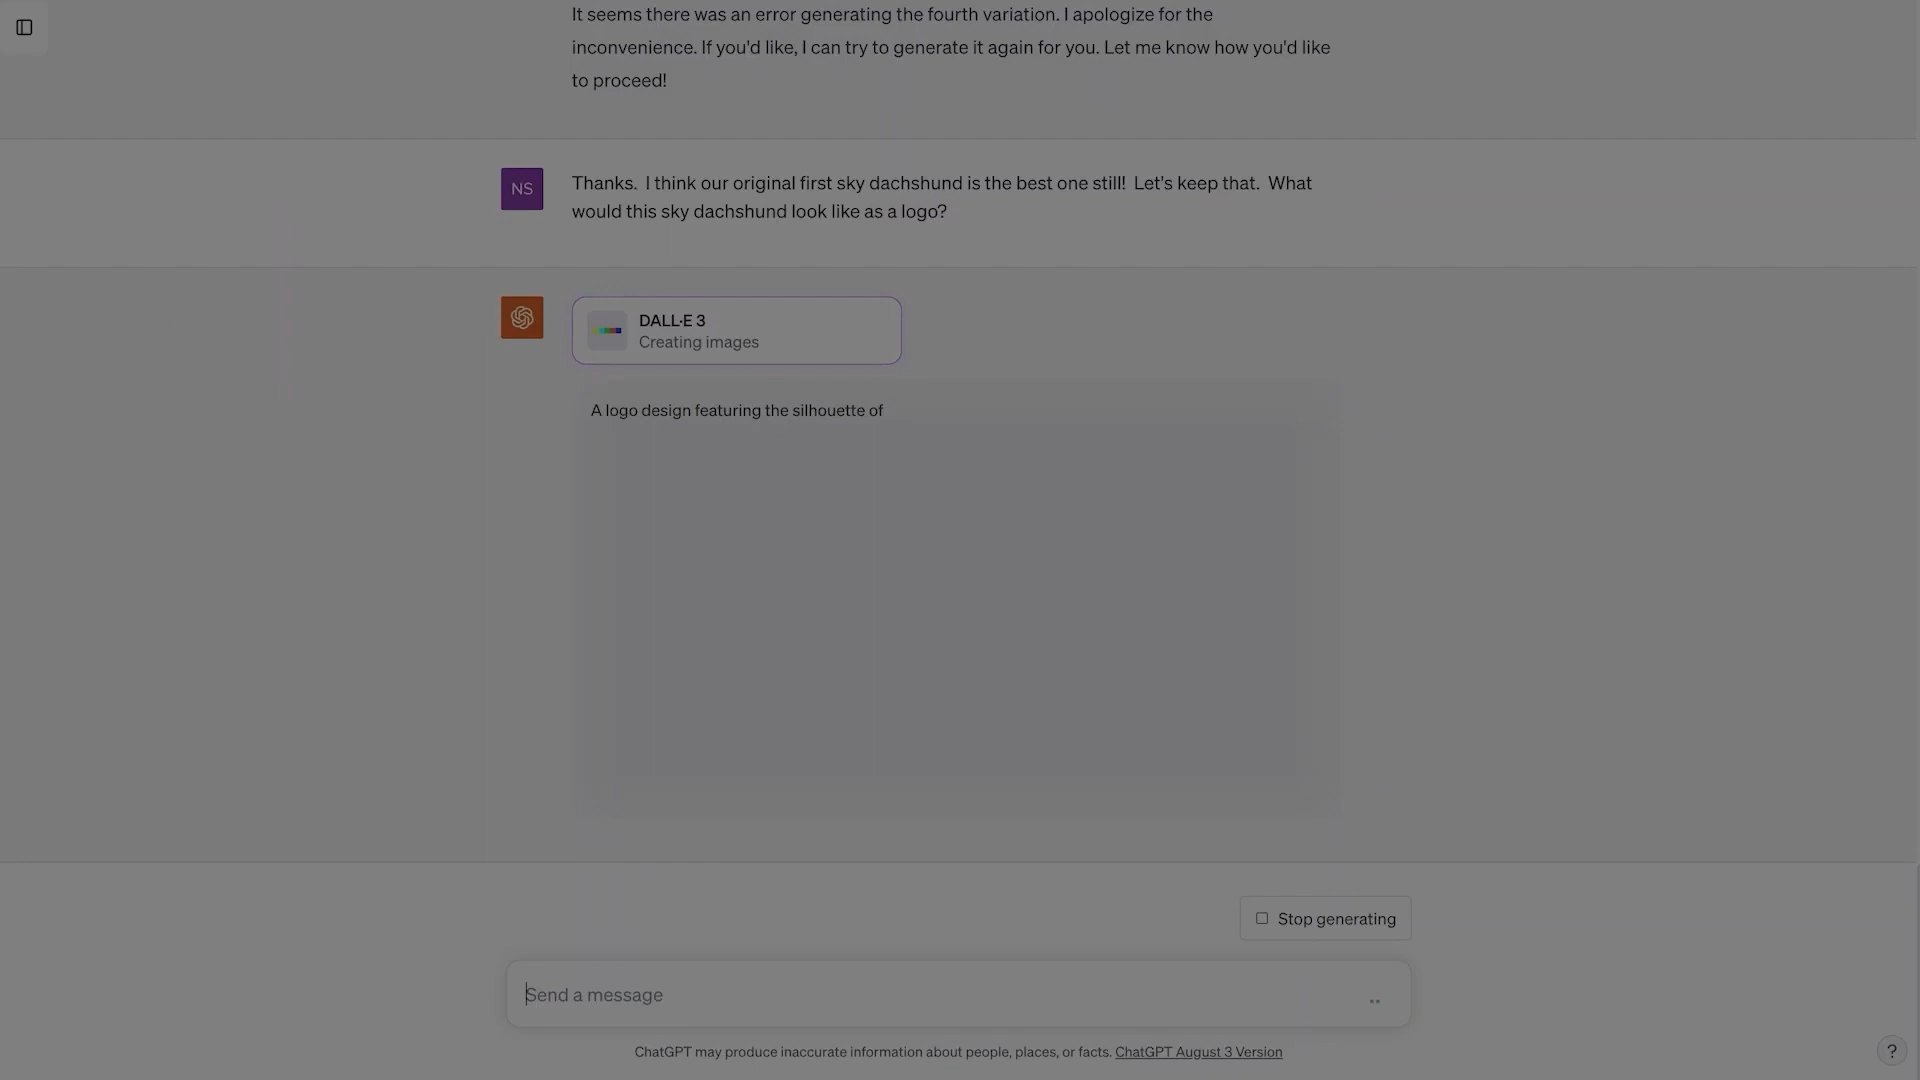 It seems there was an error generating the fourth variation. I apologize for the
inconvenience. If you'd like, I can try to generate it again for you. Let me know how you'd like
to proceed!
NS
Thanks.  I think our original first sky dachshund is the best one still!  Let's keep that.  What
would this sky dachshund look like as a logo?
DALL·E 3
Creating images
A logo design featuring the silhouette of
Stop generating
Send a message
ChatGPT may produce inaccurate information about people, places, or facts. ChatGPT August 3 Version
?